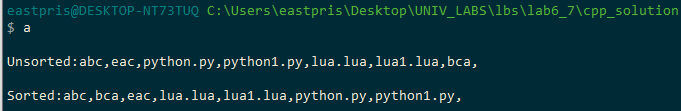 eastpris@DESKTOP-NT73TUQ C:\Users\eastpris\Desktop\UNIV_LABS\lbs\lab6_7\cpp_solution
$ a
Unsorted:abc,eac,python.py,python1.py,lua.lua,lua1.lua,bca,
Sorted:abc,bca,eac,lua.lua,lua1.lua,python.py,python1.py,